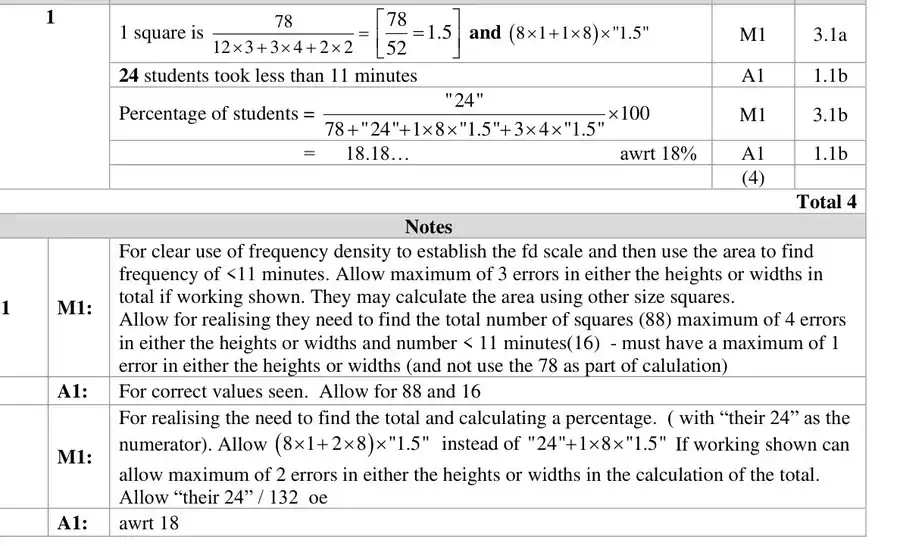 1
1 square is 78 / (12×3+3×4+2×2) = [78/52 = 1.5] and (8×1+1×8)×"1.5" M1 3.1a
24 students took less than 11 minutes A1 1.1b
Percentage of students = "24" / (78+"24"+1×8×"1.5"+3×4×"1.5") ×100 M1 3.1b
= 18.18… awrt 18% A1 1.1b
(4)
Total 4
Notes
For clear use of frequency density to establish the fd scale and then use the area to find
frequency of <11 minutes. Allow maximum of 3 errors in either the heights or widths in
1 M1: total if working shown. They may calculate the area using other size squares.
Allow for realising they need to find the total number of squares (88) maximum of 4 errors
in either the heights or widths and number < 11 minutes(16) - must have a maximum of 1
error in either the heights or widths (and not use the 78 as part of calulation)
A1: For correct values seen. Allow for 88 and 16
For realising the need to find the total and calculating a percentage. ( with “their 24” as the
M1: numerator). Allow (8×1+2×8)×"1.5" instead of "24"+1×8×"1.5" If working shown can
allow maximum of 2 errors in either the heights or widths in the calculation of the total.
Allow “their 24” / 132 oe
A1: awrt 18